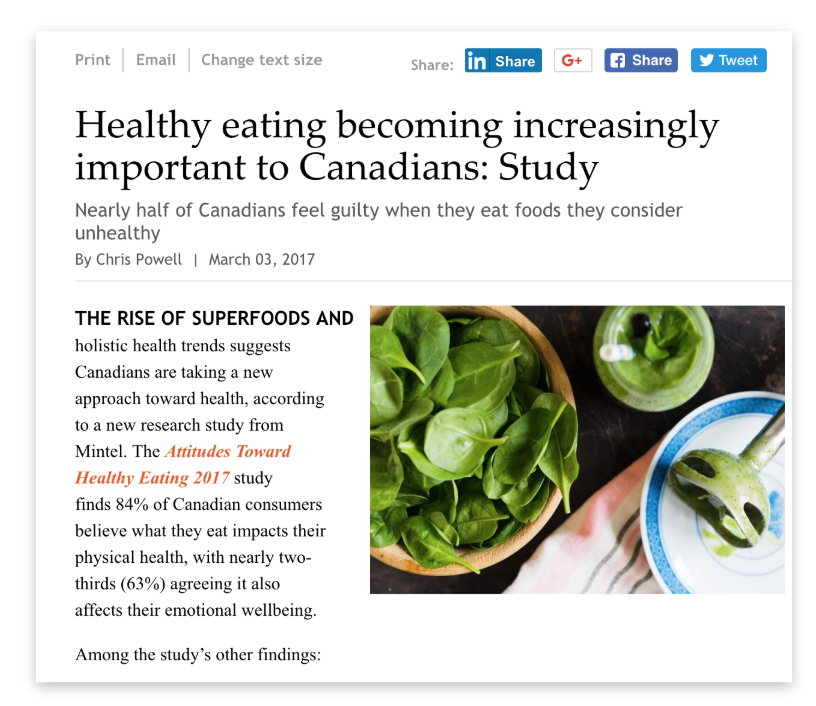 Print | Email | Change text size
Share: in Share G+ Share Tweet
Healthy eating becoming increasingly
important to Canadians: Study
Nearly half of Canadians feel guilty when they eat foods they consider
unhealthy
By Chris Powell | March 03, 2017
THE RISE OF SUPERFOODS AND
holistic health trends suggests
Canadians are taking a new
approach toward health, according
to a new research study from
Mintel. The Attitudes Toward
Healthy Eating 2017 study
finds 84% of Canadian consumers
believe what they eat impacts their
physical health, with nearly two-
thirds (63%) agreeing it also
affects their emotional wellbeing.
Among the study’s other findings: